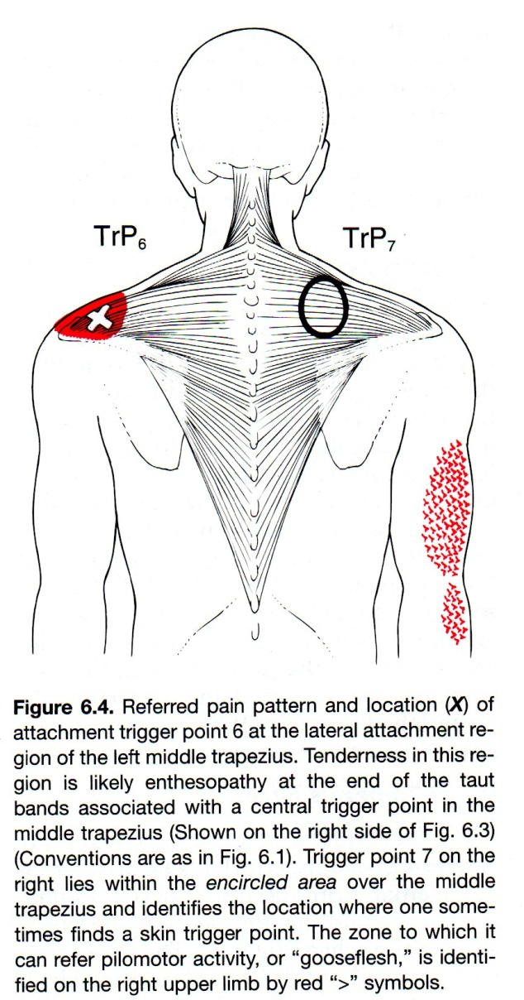 TrP6
TrP7
Figure 6.4. Referred pain pattern and location (X) of
attachment trigger point 6 at the lateral attachment re-
gion of the left middle trapezius. Tenderness in this re-
gion is likely enthesopathy at the end of the taut
bands associated with a central trigger point in the
middle trapezius (Shown on the right side of Fig. 6.3)
(Conventions are as in Fig. 6.1). Trigger point 7 on the
right lies within the encircled area over the middle
trapezius and identifies the location where one some-
times finds a skin trigger point. The zone to which it
can refer pilomotor activity, or “gooseflesh,” is identi-
fied on the right upper limb by red “>” symbols.